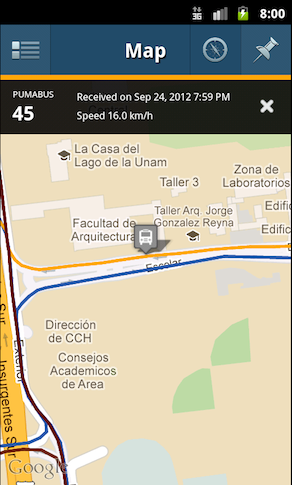 3G
8:00
Map
PUMABUS
45
Received on Sep 24, 2012 7:59 PM
Speed 16.0 km/h
La Casa del
Lago de la Unam
Zona de
Laboratorios
Taller 3
Edific
Taller Arq. Jorge
Gonzalez Reyna
Edific
Facultad de
Arquitectura
Escolar
Exterior
Dirección
de CCH
Consejos
Academicos
de Area
Insurgentes Sur
Google